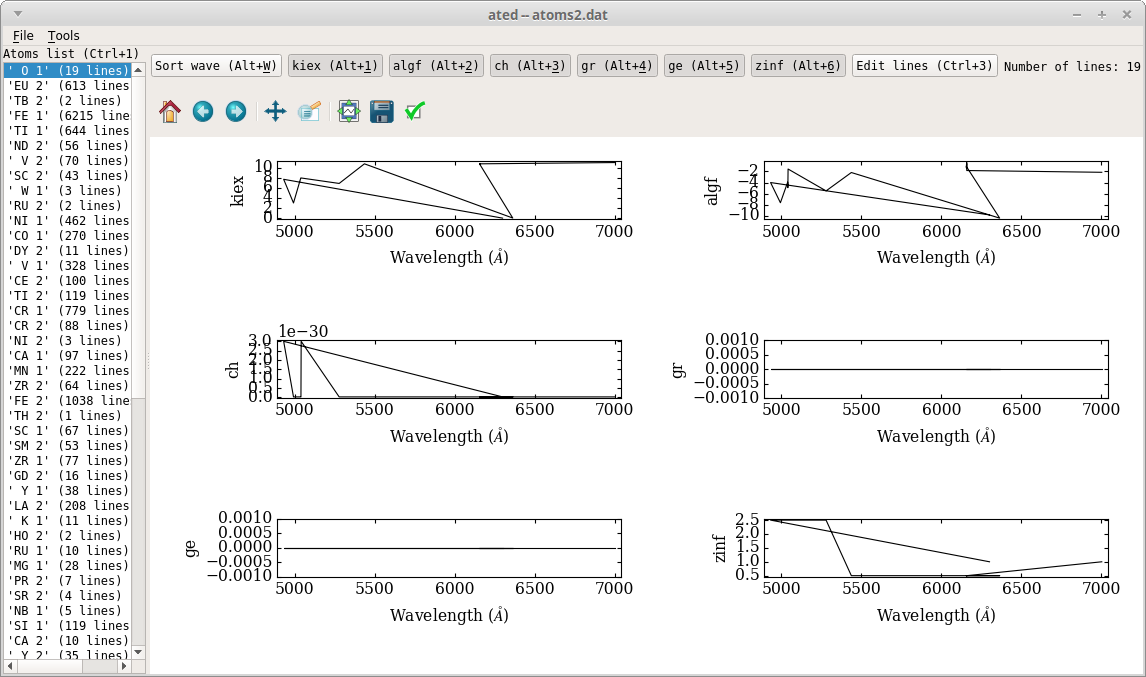 ated -- atoms2.dat
File Tools
Atoms list (Ctrl+1)
' O 1' (19 lines)
'EU 2' (613 lines
'TB 2' (2 lines)
'FE 1' (6215 line
'TI 1' (644 lines
'ND 2' (56 lines)
' V 2' (70 lines)
'SC 2' (43 lines)
' W 1' (3 lines)
'RU 2' (2 lines)
'NI 1' (462 lines
'CO 1' (270 lines
'DY 2' (11 lines)
' V 1' (328 lines
'CE 2' (100 lines
'TI 2' (119 lines
'CR 1' (779 lines
'CR 2' (88 lines)
'NI 2' (3 lines)
'CA 1' (97 lines)
'MN 1' (222 lines
'ZR 2' (64 lines)
'FE 2' (1038 line
'TH 2' (1 lines)
'SC 1' (67 lines)
'SM 2' (53 lines)
'ZR 1' (77 lines)
'GD 2' (16 lines)
' Y 1' (38 lines)
'LA 2' (208 lines
' K 1' (11 lines)
'HO 2' (2 lines)
'RU 1' (10 lines)
'MG 1' (28 lines)
'PR 2' (7 lines)
'SR 2' (4 lines)
'NB 1' (5 lines)
'SI 1' (119 lines
'CA 2' (10 lines)
' Y 2' (35 lines)
Sort wave (Alt+W) kiex (Alt+1) algf (Alt+2) ch (Alt+3) gr (Alt+4) ge (Alt+5) zinf (Alt+6) Edit lines (Ctrl+3) Number of lines: 19
kiex
10
8
6
4
2
0
5000 5500 6000 6500 7000
Wavelength (Å)
algf
−2
−4
−6
−8
−10
5000 5500 6000 6500 7000
Wavelength (Å)
1e−30
ch
3.0
2.5
2.0
1.5
1.0
0.5
0.0
5000 5500 6000 6500 7000
Wavelength (Å)
gr
0.0010
0.0005
0.0000
−0.0005
−0.0010
5000 5500 6000 6500 7000
Wavelength (Å)
ge
0.0010
0.0005
0.0000
−0.0005
−0.0010
5000 5500 6000 6500 7000
Wavelength (Å)
zinf
2.5
2.0
1.5
1.0
0.5
5000 5500 6000 6500 7000
Wavelength (Å)